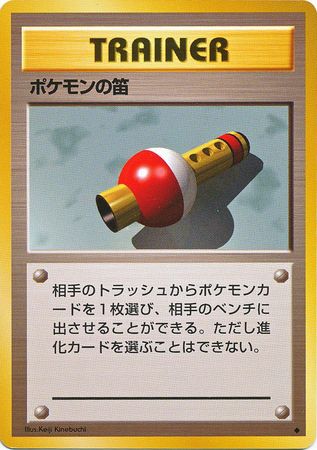 TRAINER
ポケモンの笛
相手のトラッシュからポケモンカ
ードを1枚選び、相手のベンチに
出させることができる。ただし進
化カードを選ぶことはできない。
Illus.Keiji Kinebuchi